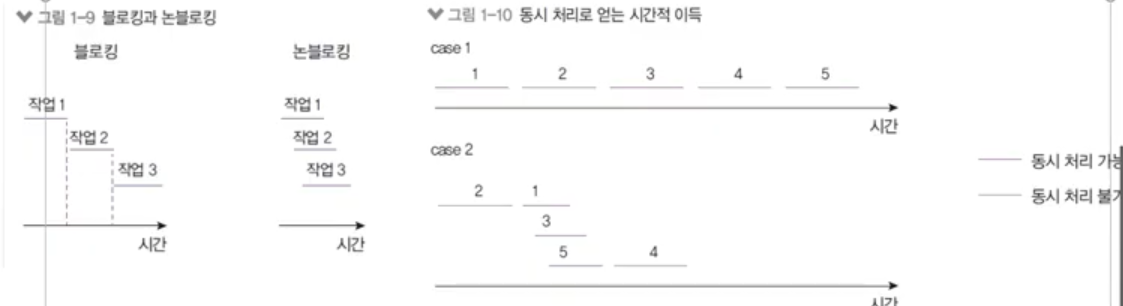 그림 1-9 블로킹과 논블로킹
블로킹
논블로킹
작업 1
작업 2
작업 3
시간
작업 1
작업 2
작업 3
시간
그림 1-10 동시 처리로 얻는 시간적 이득
case 1
1 2 3 4 5
시간
case 2
2 1
3
5 4
시간
동시 처리
동시 처리